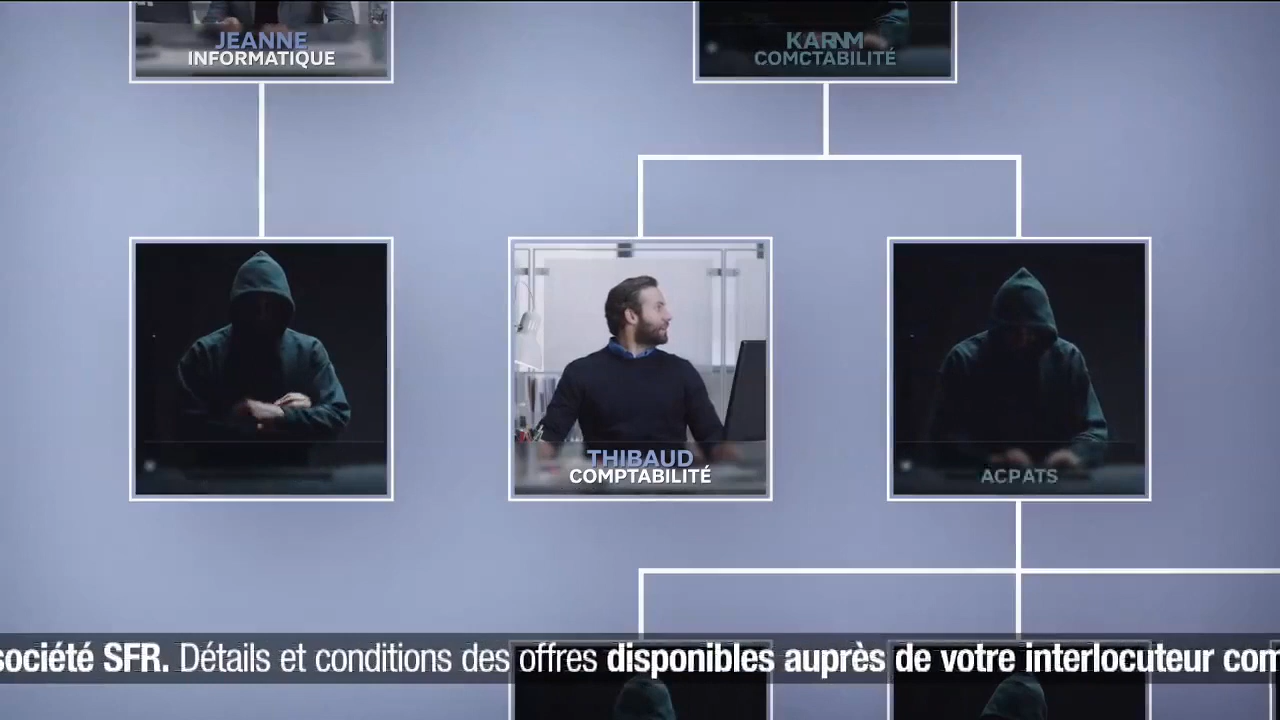 JEANNE
INFORMATIQUE
COMCTABILITÉ
THIBAUD
COMPTABILITÉ
ACPATS
société SFR. Détails et conditions des offres disponibles auprès de votre interlocuteur com